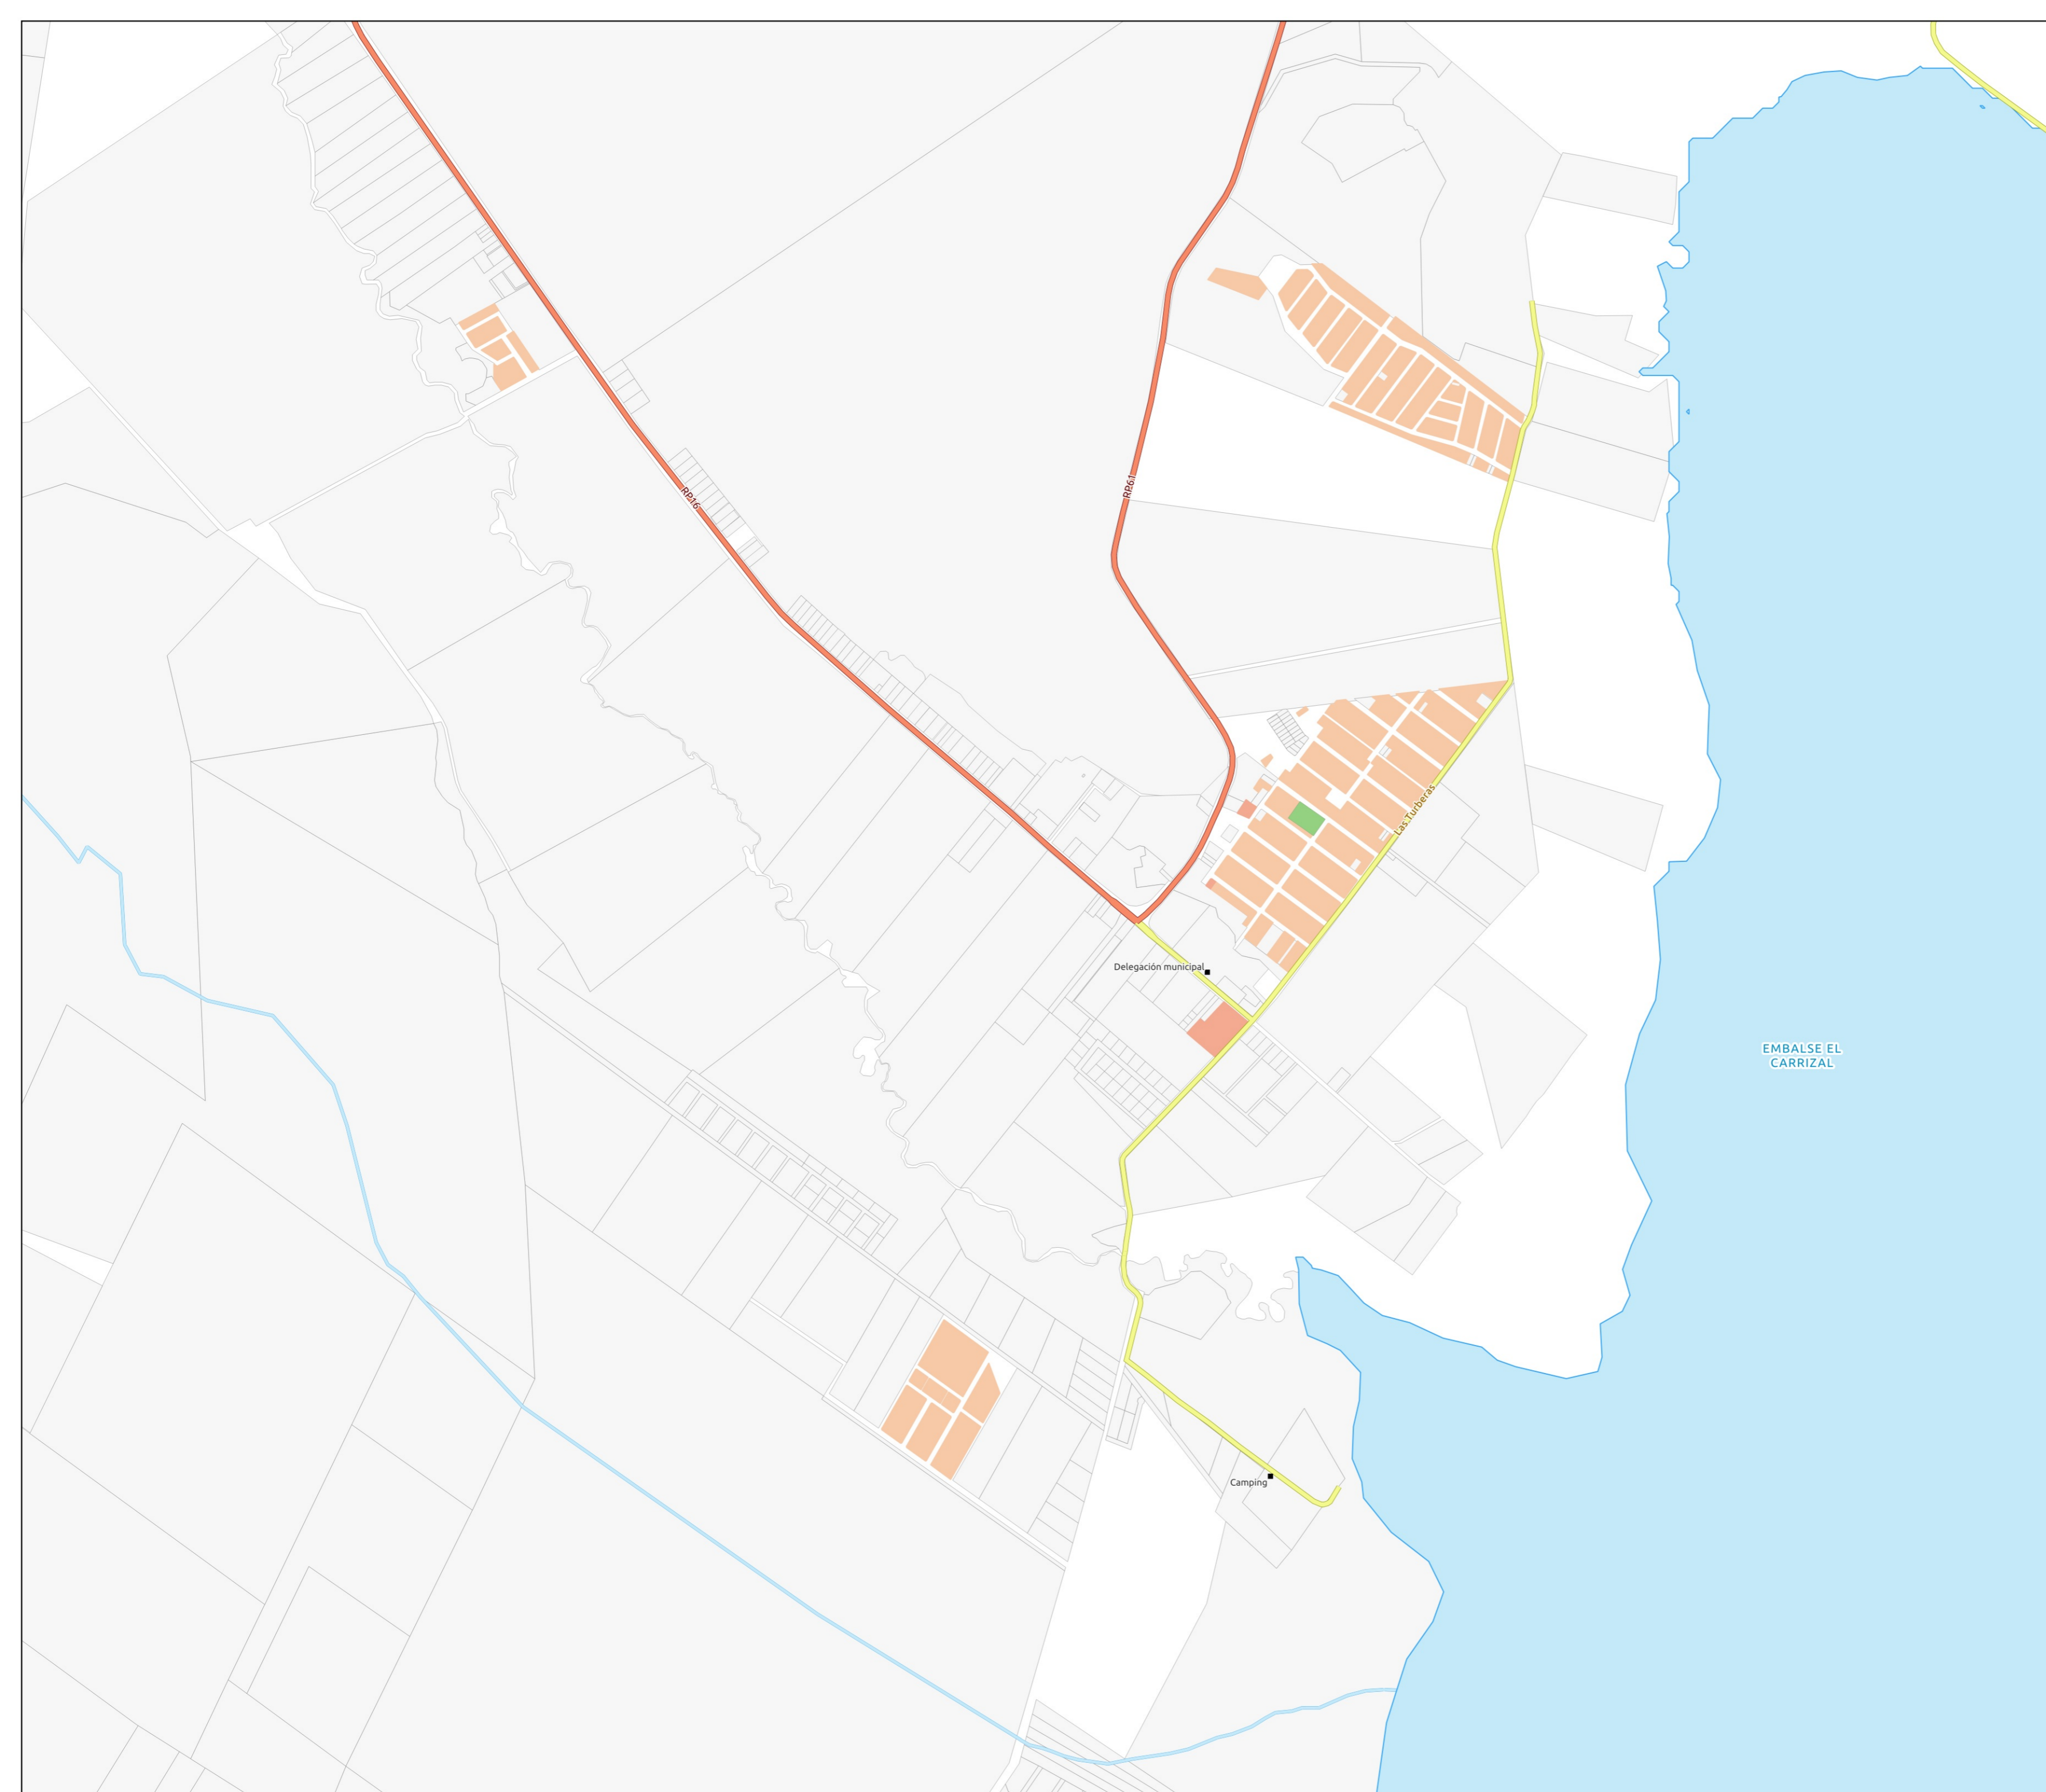 RP61
RP16
Las Turberas
Delegación municipal
EMBALSE EL
CARRIZAL
Camping